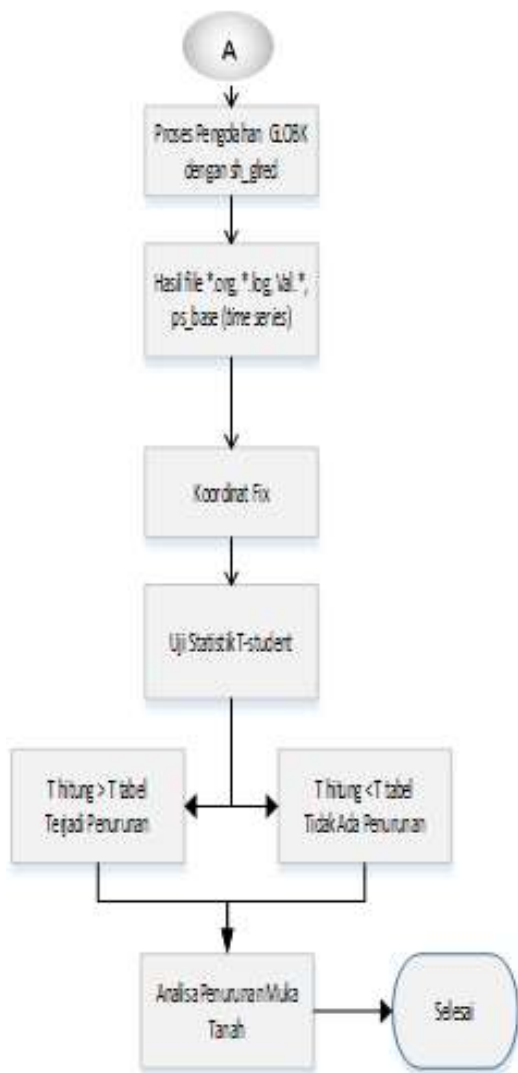 A
Proses Pengolahan GLOBK
dengan sh_glred
Hasil file *.org, *.log, Val.*,
ps_base (time series)
Koordinat Fix
Uji Statistik T-student
T hitung > T tabel
Terjadi Penurunan
T hitung < T tabel
Tidak Ada Penurunan
Analisa Penurunan Muka
Tanah
Selesai